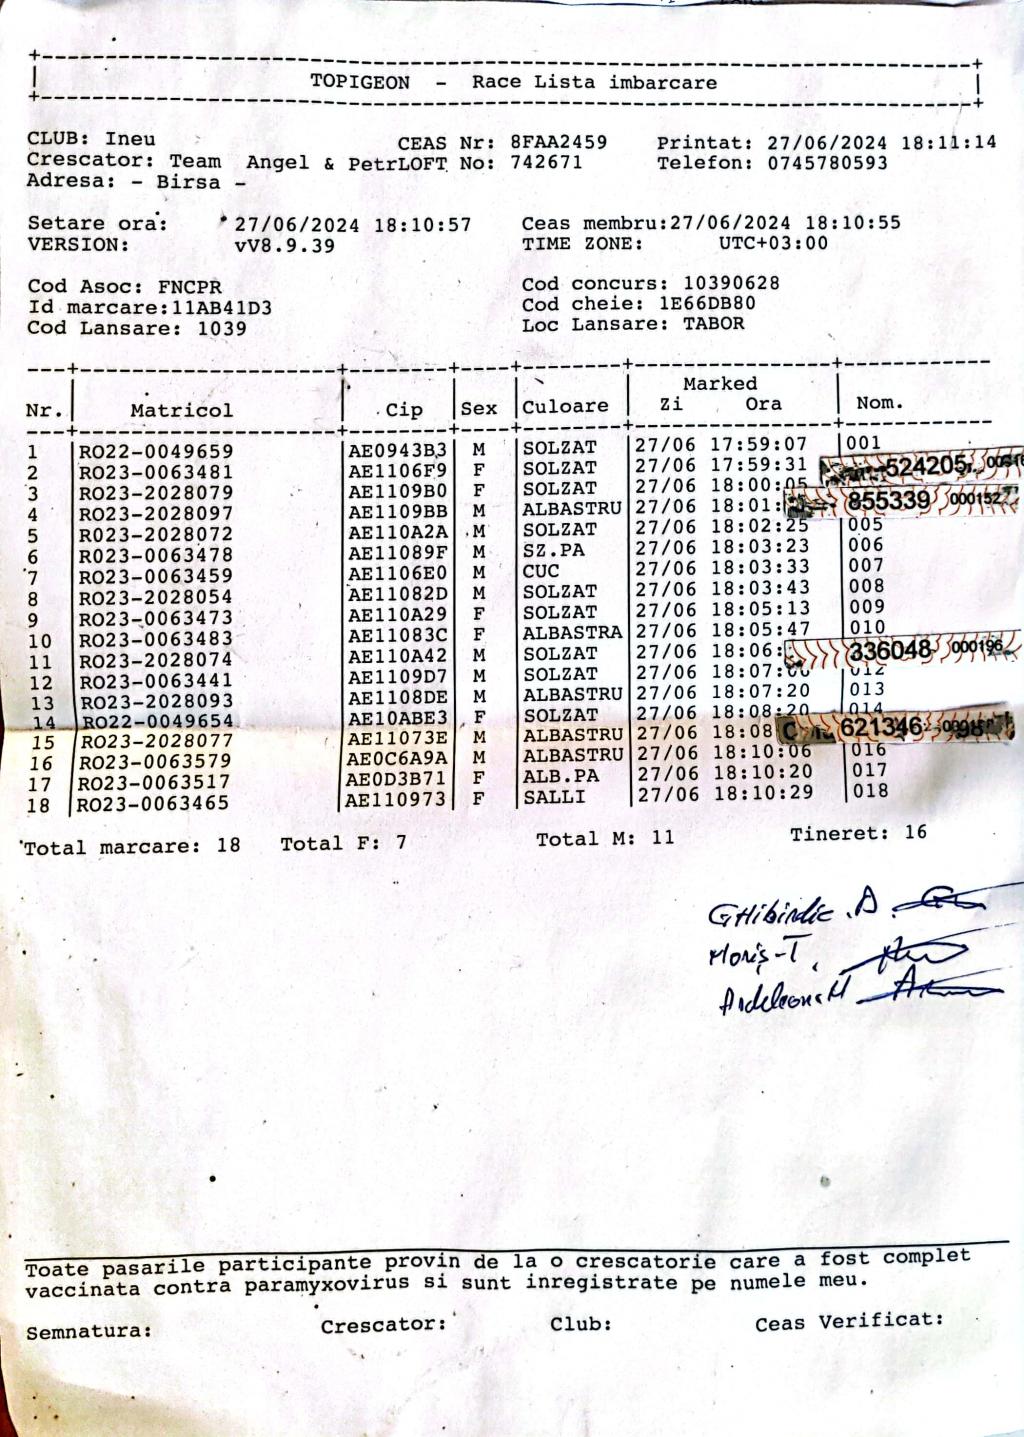 TOPIGEON - Race Lista imbarcare
CLUB: Ineu CEAS Nr: 8FAA2459 Printat: 27/06/2024 18:11:14
Crescator: Team Angel & PetrLOFT No: 742671 Telefon: 0745780593
Adresa: - Birsa -
Setare ora: 27/06/2024 18:10:57 Ceas membru:27/06/2024 18:10:55
VERSION: vV8.9.39 TIME ZONE: UTC+03:00
Cod Asoc: FNCPR Cod concurs: 10390628
Id marcare:11AB41D3 Cod cheie: 1E66DB80
Cod Lansare: 1039 Loc Lansare: TABOR
Marked
Nr. Matricol Cip Sex Culoare Zi Ora Nom.
1 RO22-0049659 AE0943B3 M SOLZAT 27/06 17:59:07 001
2 RO23-0063481 AE1106F9 F SOLZAT 27/06 17:59:31 524205
3 RO23-2028079 AE1109B0 F SOLZAT 27/06 18:00:05
4 RO23-2028097 AE1109BB M ALBASTRU 27/06 18:01: 855339 000152
5 RO23-2028072 AE110A2A M SOLZAT 27/06 18:02:25 005
6 RO23-0063478 AE11089F M SZ.PA 27/06 18:03:23 006
7 RO23-0063459 AE1106E0 M CUC 27/06 18:03:33 007
8 RO23-2028054 AE11082D M SOLZAT 27/06 18:03:43 008
9 RO23-0063473 AE110A29 F SOLZAT 27/06 18:05:13 009
10 RO23-0063483 AE11083C F ALBASTRA 27/06 18:05:47 010
11 RO23-2028074 AE110A42 M SOLZAT 27/06 18:06: 336048 000196
12 RO23-0063441 AE1109D7 M SOLZAT 27/06 18:07: 012
13 RO23-2028093 AE1108DE M ALBASTRU 27/06 18:07:20 013
14 RO22-0049654 AE10ABE3 F SOLZAT 27/06 18:08:20 014
15 RO23-2028077 AE11073E M ALBASTRU 27/06 18:08 621346
16 RO23-0063579 AE0C6A9A M ALBASTRU 27/06 18:10:06 016
17 RO23-0063517 AE0D3B71 F ALB.PA 27/06 18:10:20 017
18 RO23-0063465 AE110973 F SALLI 27/06 18:10:29 018
Total marcare: 18 Total F: 7 Total M: 11 Tineret: 16
Moriș-T
Toate pasarile participante provin de la o crescatorie care a fost complet
vaccinata contra paramyxovirus si sunt inregistrate pe numele meu.
Semnatura: Crescator: Club: Ceas Verificat: